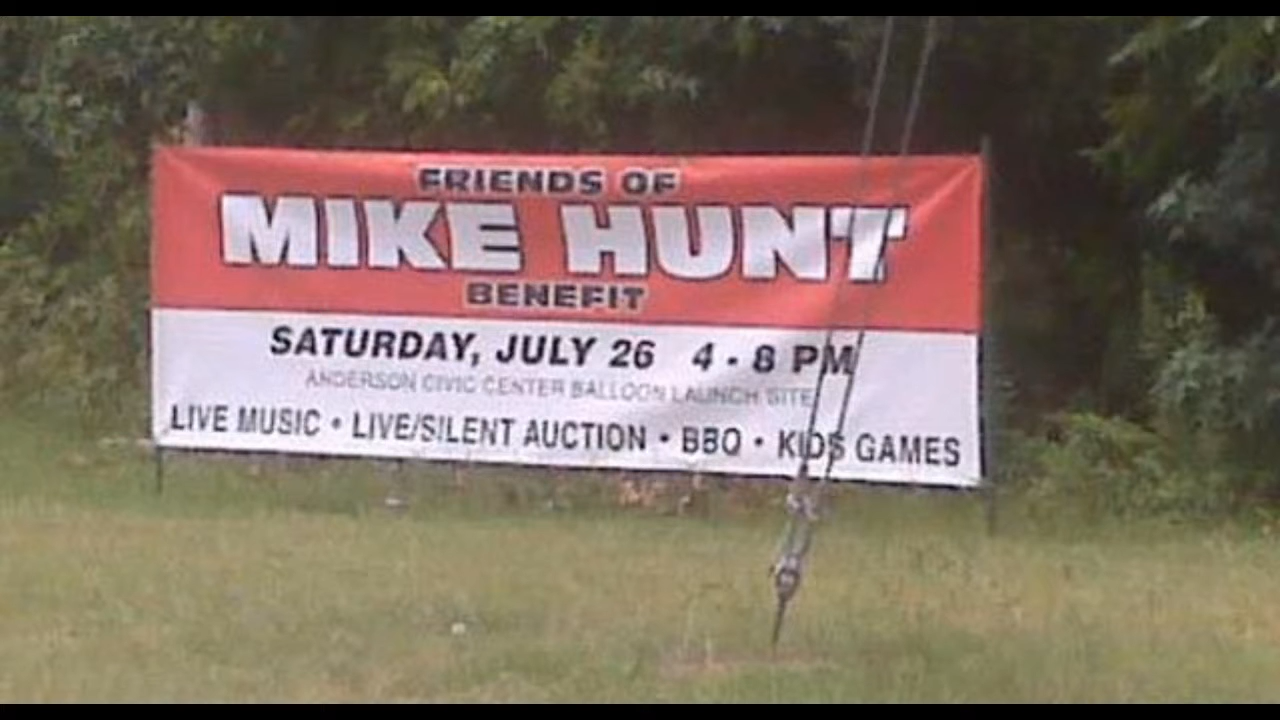 FRIENDS OF
MIKE HUNT
BENEFIT
SATURDAY, JULY 26 4 - 8 PM
ANDERSON CIVIC CENTER BALLOON LAUNCH SITE
LIVE MUSIC • LIVE/SILENT AUCTION • BBQ • KIDS GAMES